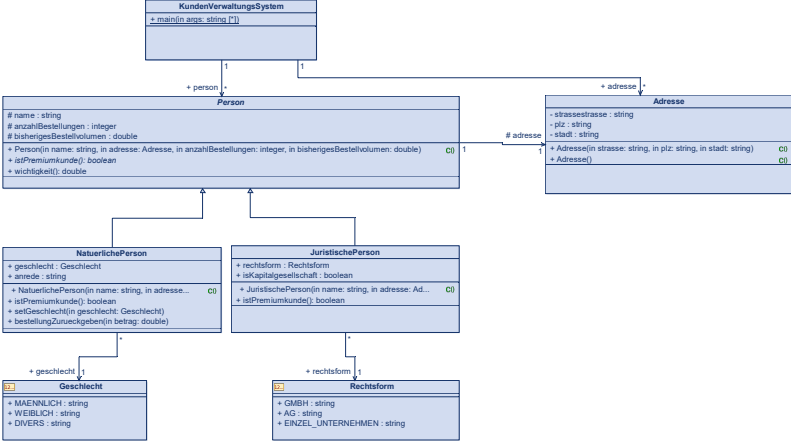 KundenVerwaltungsSystem
+ main(in args: string [*])
1
1
+ person
*
+ adresse
*
Person
# name : string
# anzahlBestellungen : integer
# bisherigesBestellvolumen : double
+ Person(in name: string, in adresse: Adresse, in anzahlBestellungen: integer, in bisherigesBestellvolumen: double)
C()
+ istPremiumkunde(): boolean
+ wichtigkeit(): double
1
# adresse
1
Adresse
- strassestrasse : string
- plz : string
- stadt : string
+ Adresse(in strasse: string, in plz: string, in stadt: string)
C()
+ Adresse()
C()
NatuerlichePerson
+ geschlecht : Geschlecht
+ anrede : string
+ NatuerlichePerson(in name: string, in adresse...
C()
+ istPremiumkunde(): boolean
+ setGeschlecht(in geschlecht: Geschlecht)
+ bestellungZurueckgeben(in betrag: double)
JuristischePerson
+ rechtsform : Rechtsform
+ isKapitalgesellschaft : boolean
+ JuristischePerson(in name: string, in adresse: Ad...
C()
+ istPremiumkunde(): boolean
*
+ geschlecht
1
*
+ rechtsform
1
Geschlecht
+ MAENNLICH : string
+ WEIBLICH : string
+ DIVERS : string
Rechtsform
+ GMBH : string
+ AG : string
+ EINZEL_UNTERNEHMEN : string